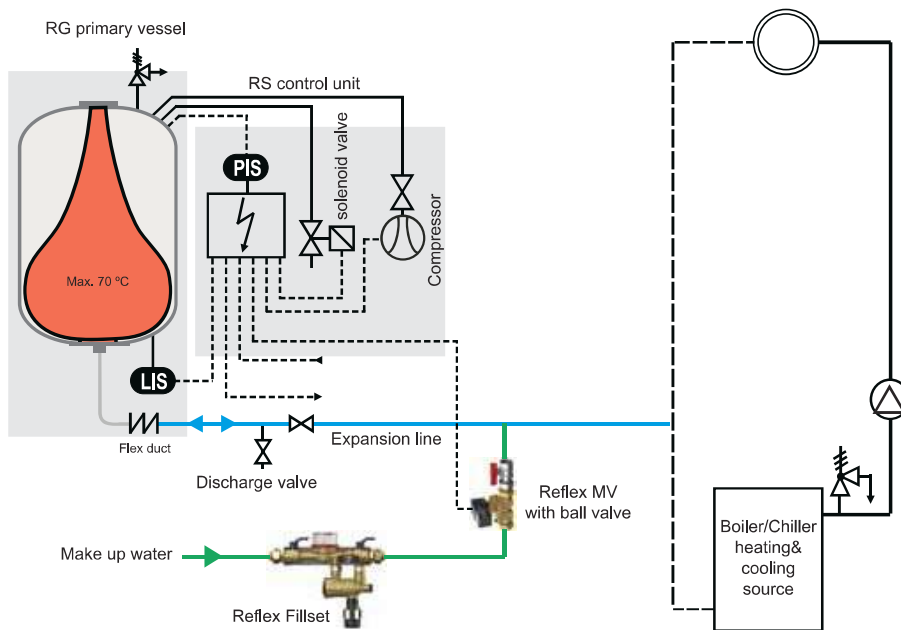 RG primary vessel
RS control unit
PIS
solenoid valve
Compressor
Max. 70 ºC
LIS
Flex duct
Expansion line
Discharge valve
Reflex MV
with ball valve
Make up water
Reflex Fillset
Boiler/Chiller
heating&
cooling
source